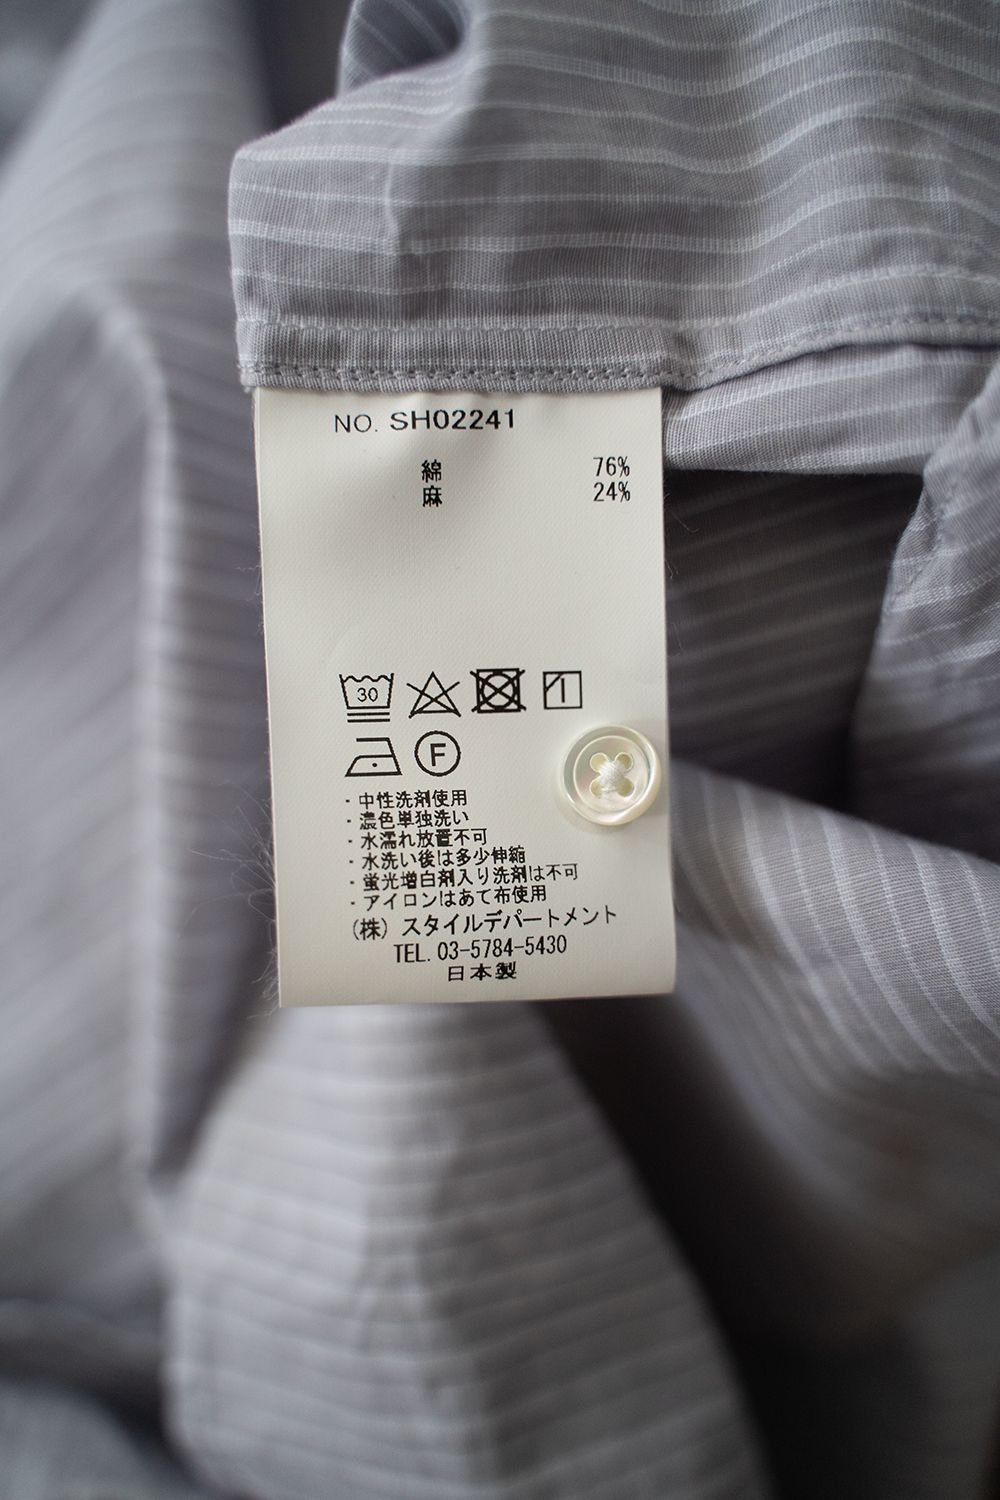 NO. SH02241
綿 76%
麻 24%
30
F
・中性洗剤使用
・濃色単独洗い
・水濡れ放置不可
・水洗い後は多少伸縮
・蛍光増白剤入り洗剤は不可
・アイロンはあて布使用
(株) スタイルデパートメント
TEL. 03-5784-5430
日本製